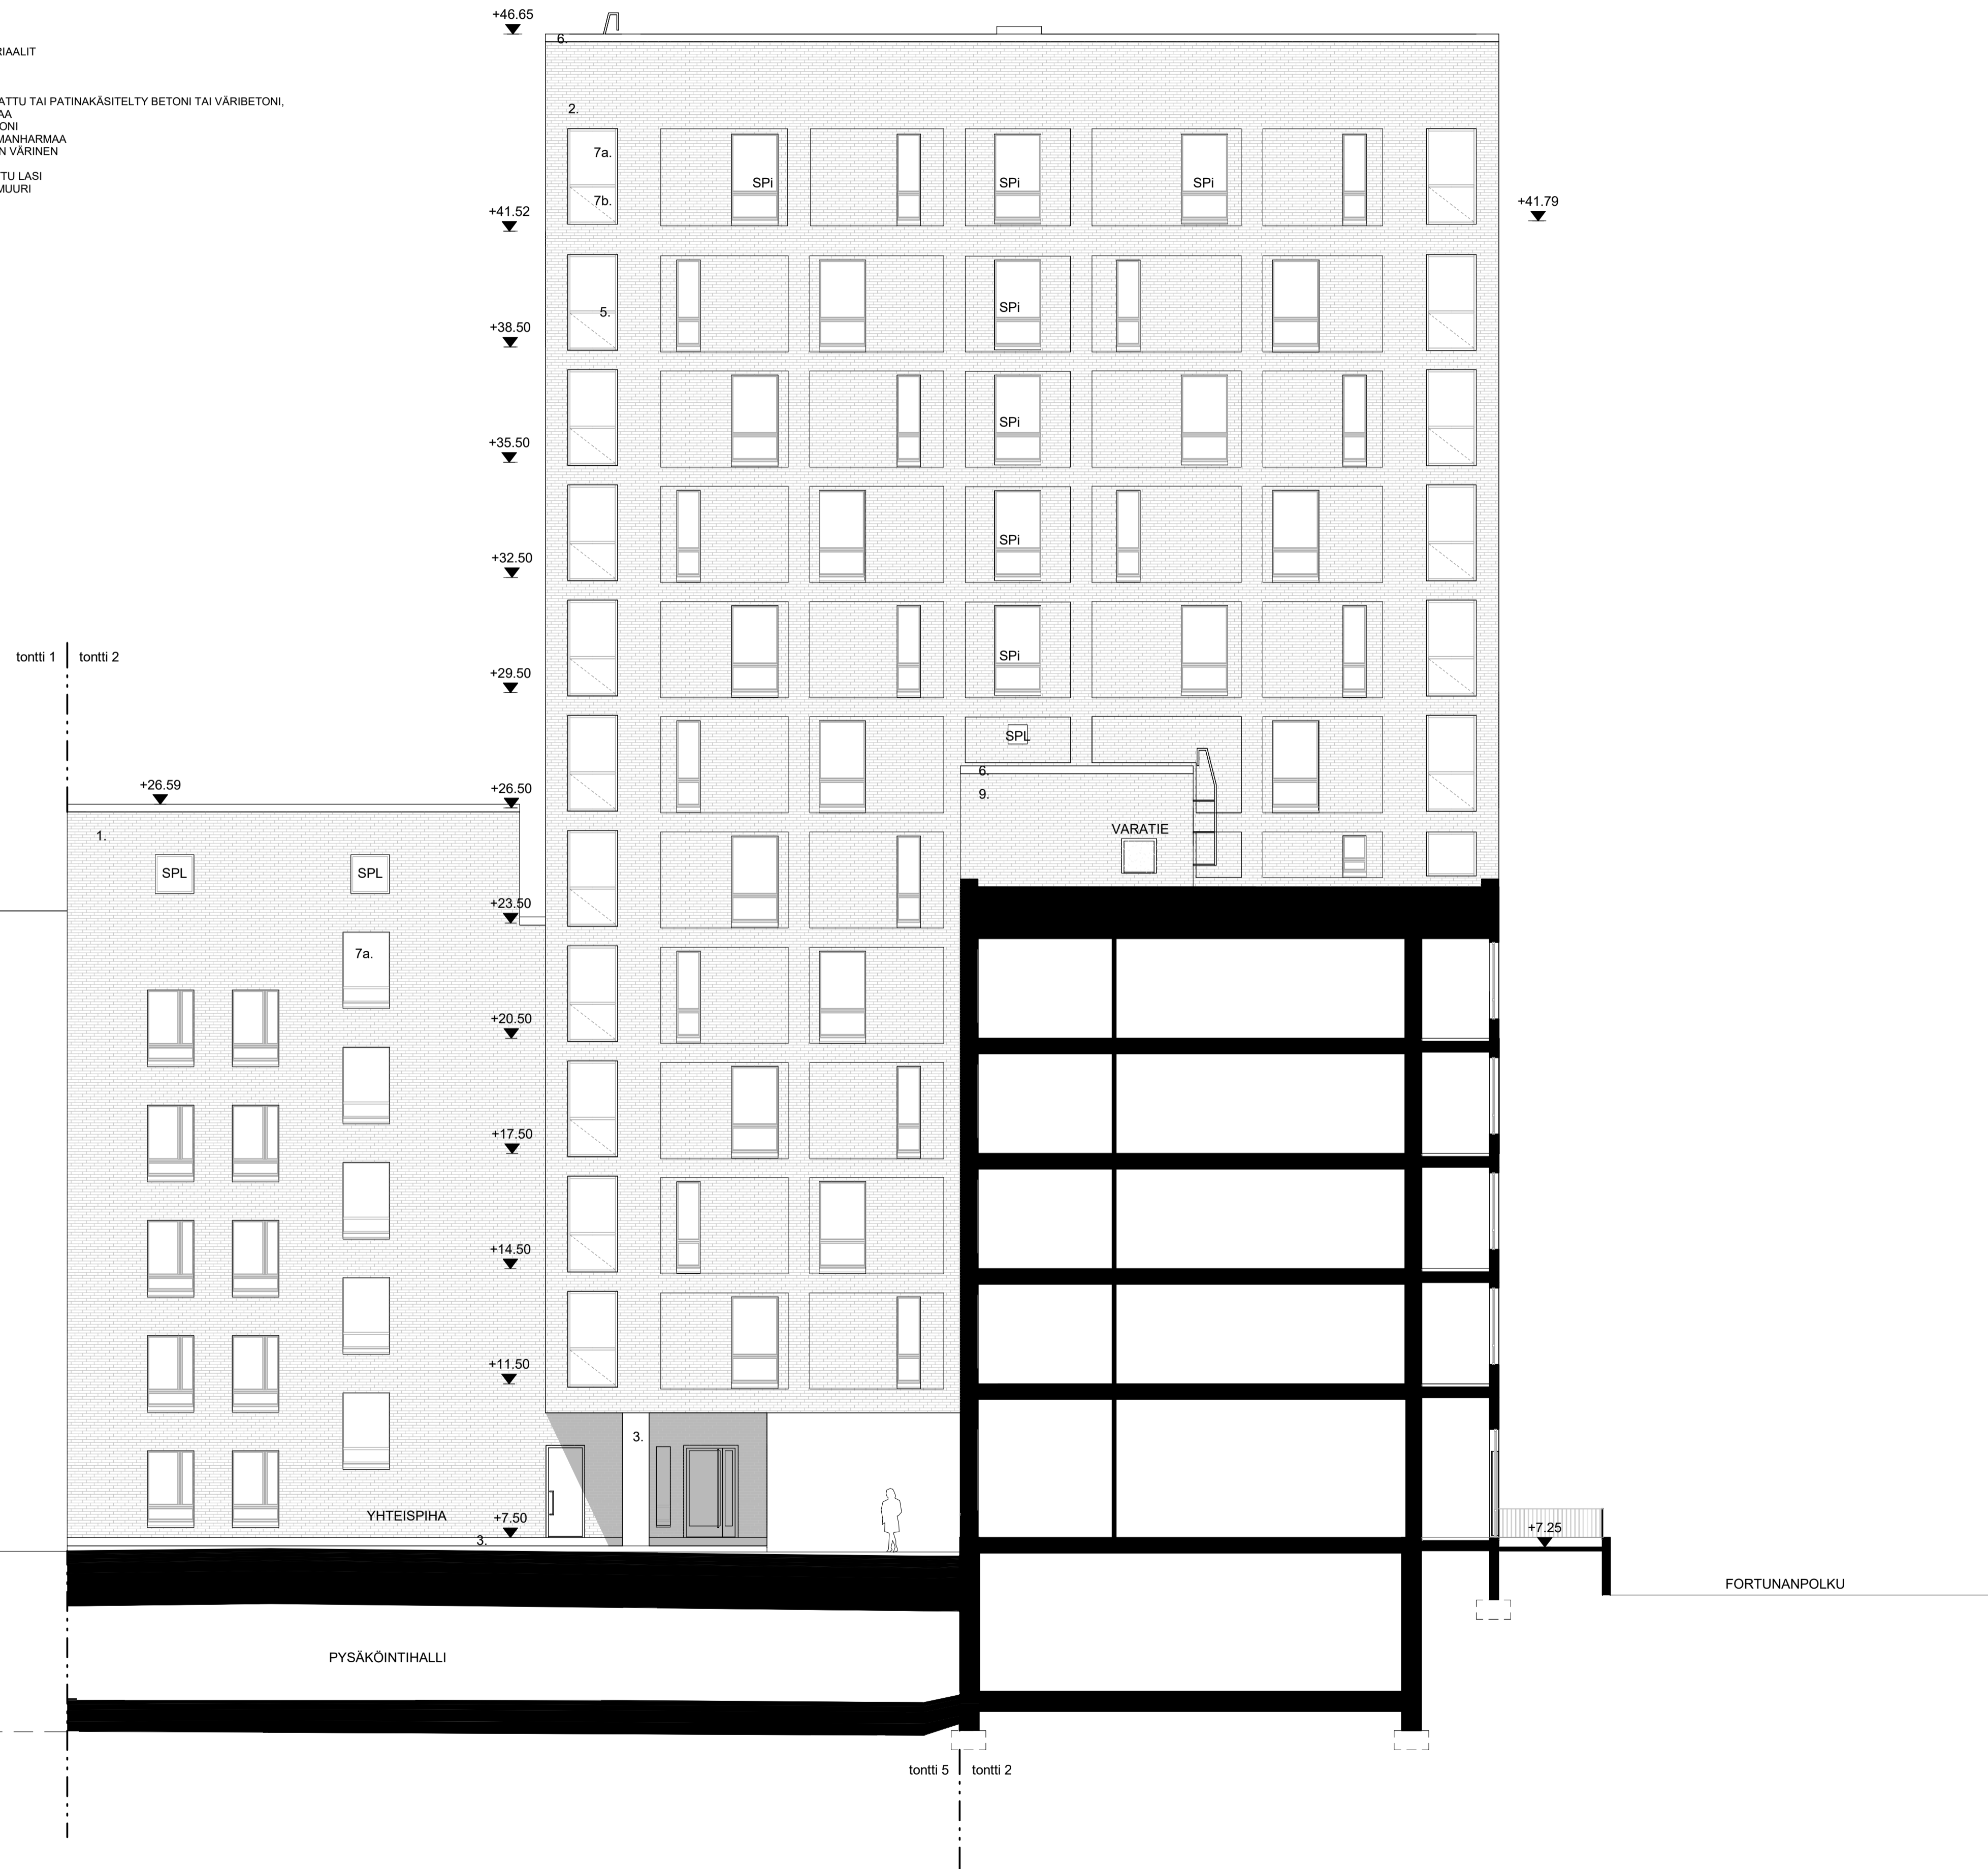 +46.65
RIAALIT
6.
ATTU TAI PATINAKÄSITELTY BETONI TAI VÄRIBETONI,
AA
ONI
MANHARMAA
N VÄRINEN
TU LASI
MUURI
2.
7a.
SPi
SPi
SPi
7b.
+41.52
+41.79
5.
SPi
+38.50
SPi
+35.50
SPi
+32.50
tontti 1
tontti 2
SPi
+29.50
SPL
6.
+26.59
+26.50
9.
1.
VARATIE
SPL
SPL
+23.50
7a.
+20.50
+17.50
+14.50
+11.50
3.
YHTEISPIHA
+7.50
+7.25
3.
FORTUNANPOLKU
PYSÄKÖINTIHALLI
tontti 5
tontti 2